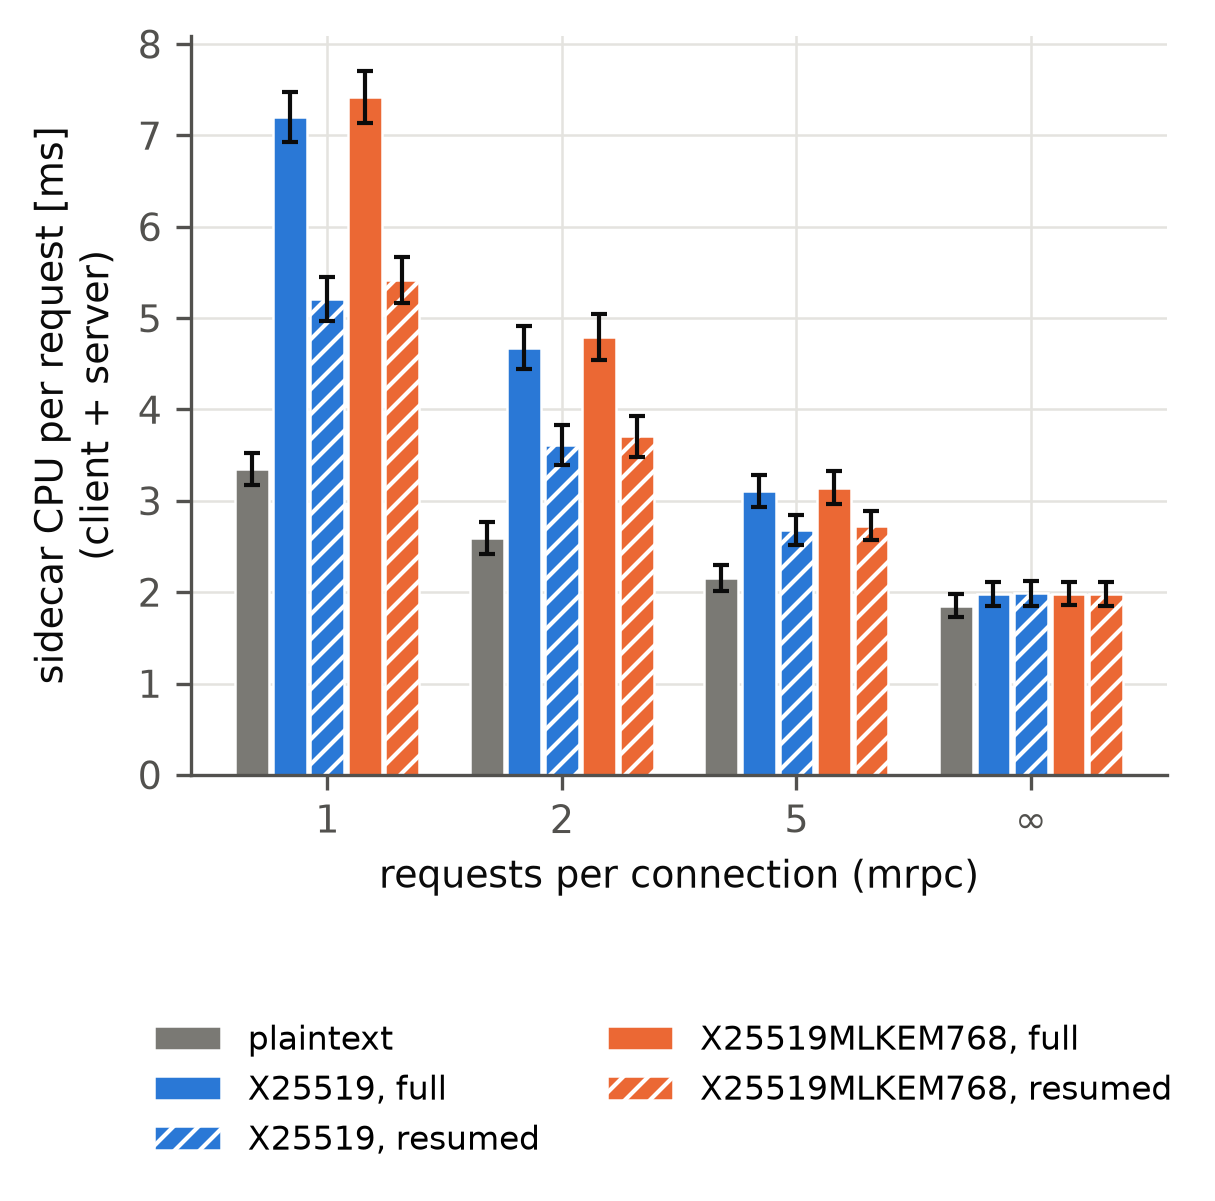 8
7
6
5
4
3
2
1
0
sidecar CPU per request [ms]
(client + server)
1 2 5 ∞
requests per connection (mrpc)
plaintext
X25519, full
X25519, resumed
X25519MLKEM768, full
X25519MLKEM768, resumed